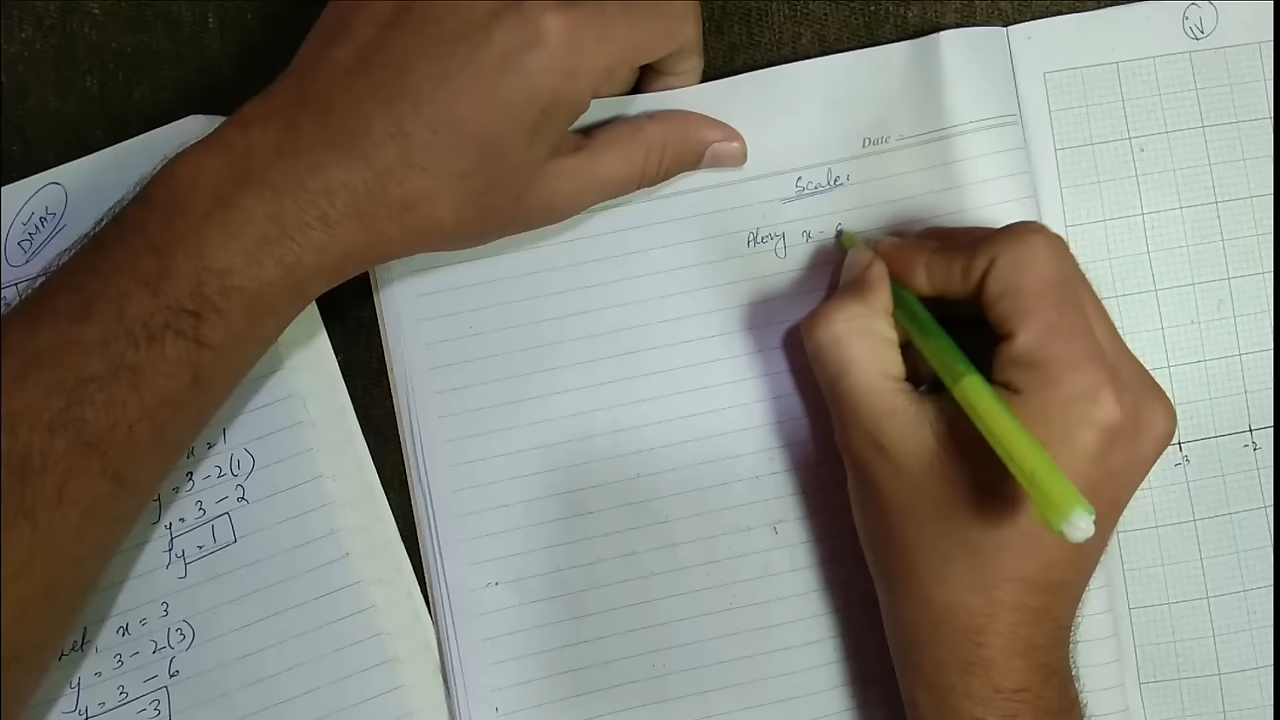 DMAS
x = 1
y = 3 - 2(1)
y = 3 - 2
y = 1
let, x = 3
y = 3 - 2(3)
y = 3 - 6
-3
Date :-
Scale:
Along x -
iv
-3 -2